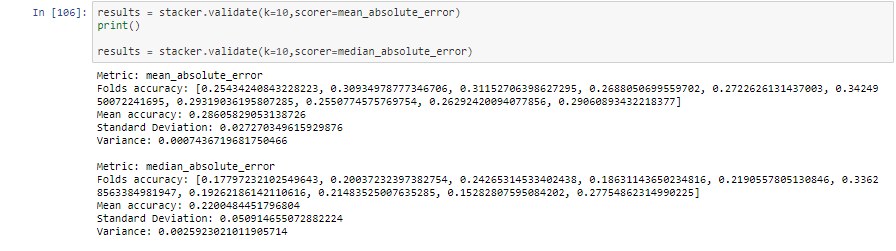 In [106]: results = stacker.validate(k=10,scorer=mean_absolute_error)
print()
results = stacker.validate(k=10,scorer=median_absolute_error)
Metric: mean_absolute_error
Folds accuracy: [0.25434240843228223, 0.30934978777346706, 0.31152706398627295, 0.2688050699559702, 0.2722626131437003, 0.34249
50072241695, 0.29319036195807285, 0.2550774575769754, 0.26292420094077856, 0.29060893432218377]
Mean accuracy: 0.28605829053138726
Standard Deviation: 0.027270349615929876
Variance: 0.0007436719681750466
Metric: median_absolute_error
Folds accuracy: [0.17797232102549643, 0.20037232397382754, 0.24265314533402438, 0.18631143650234816, 0.2190557805130846, 0.3362
8563384981947, 0.19262186142110616, 0.21483525007635285, 0.15282807595084202, 0.27754862314990225]
Mean accuracy: 0.2200484451796804
Standard Deviation: 0.050914655072882224
Variance: 0.0025923021011905714